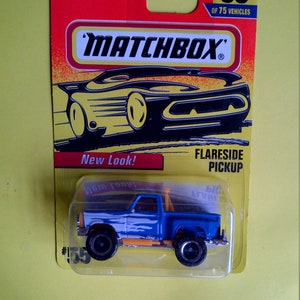 OF 75 VEHICLES
MATCHBOX®
New Look!
FLARESIDE
PICKUP
#55